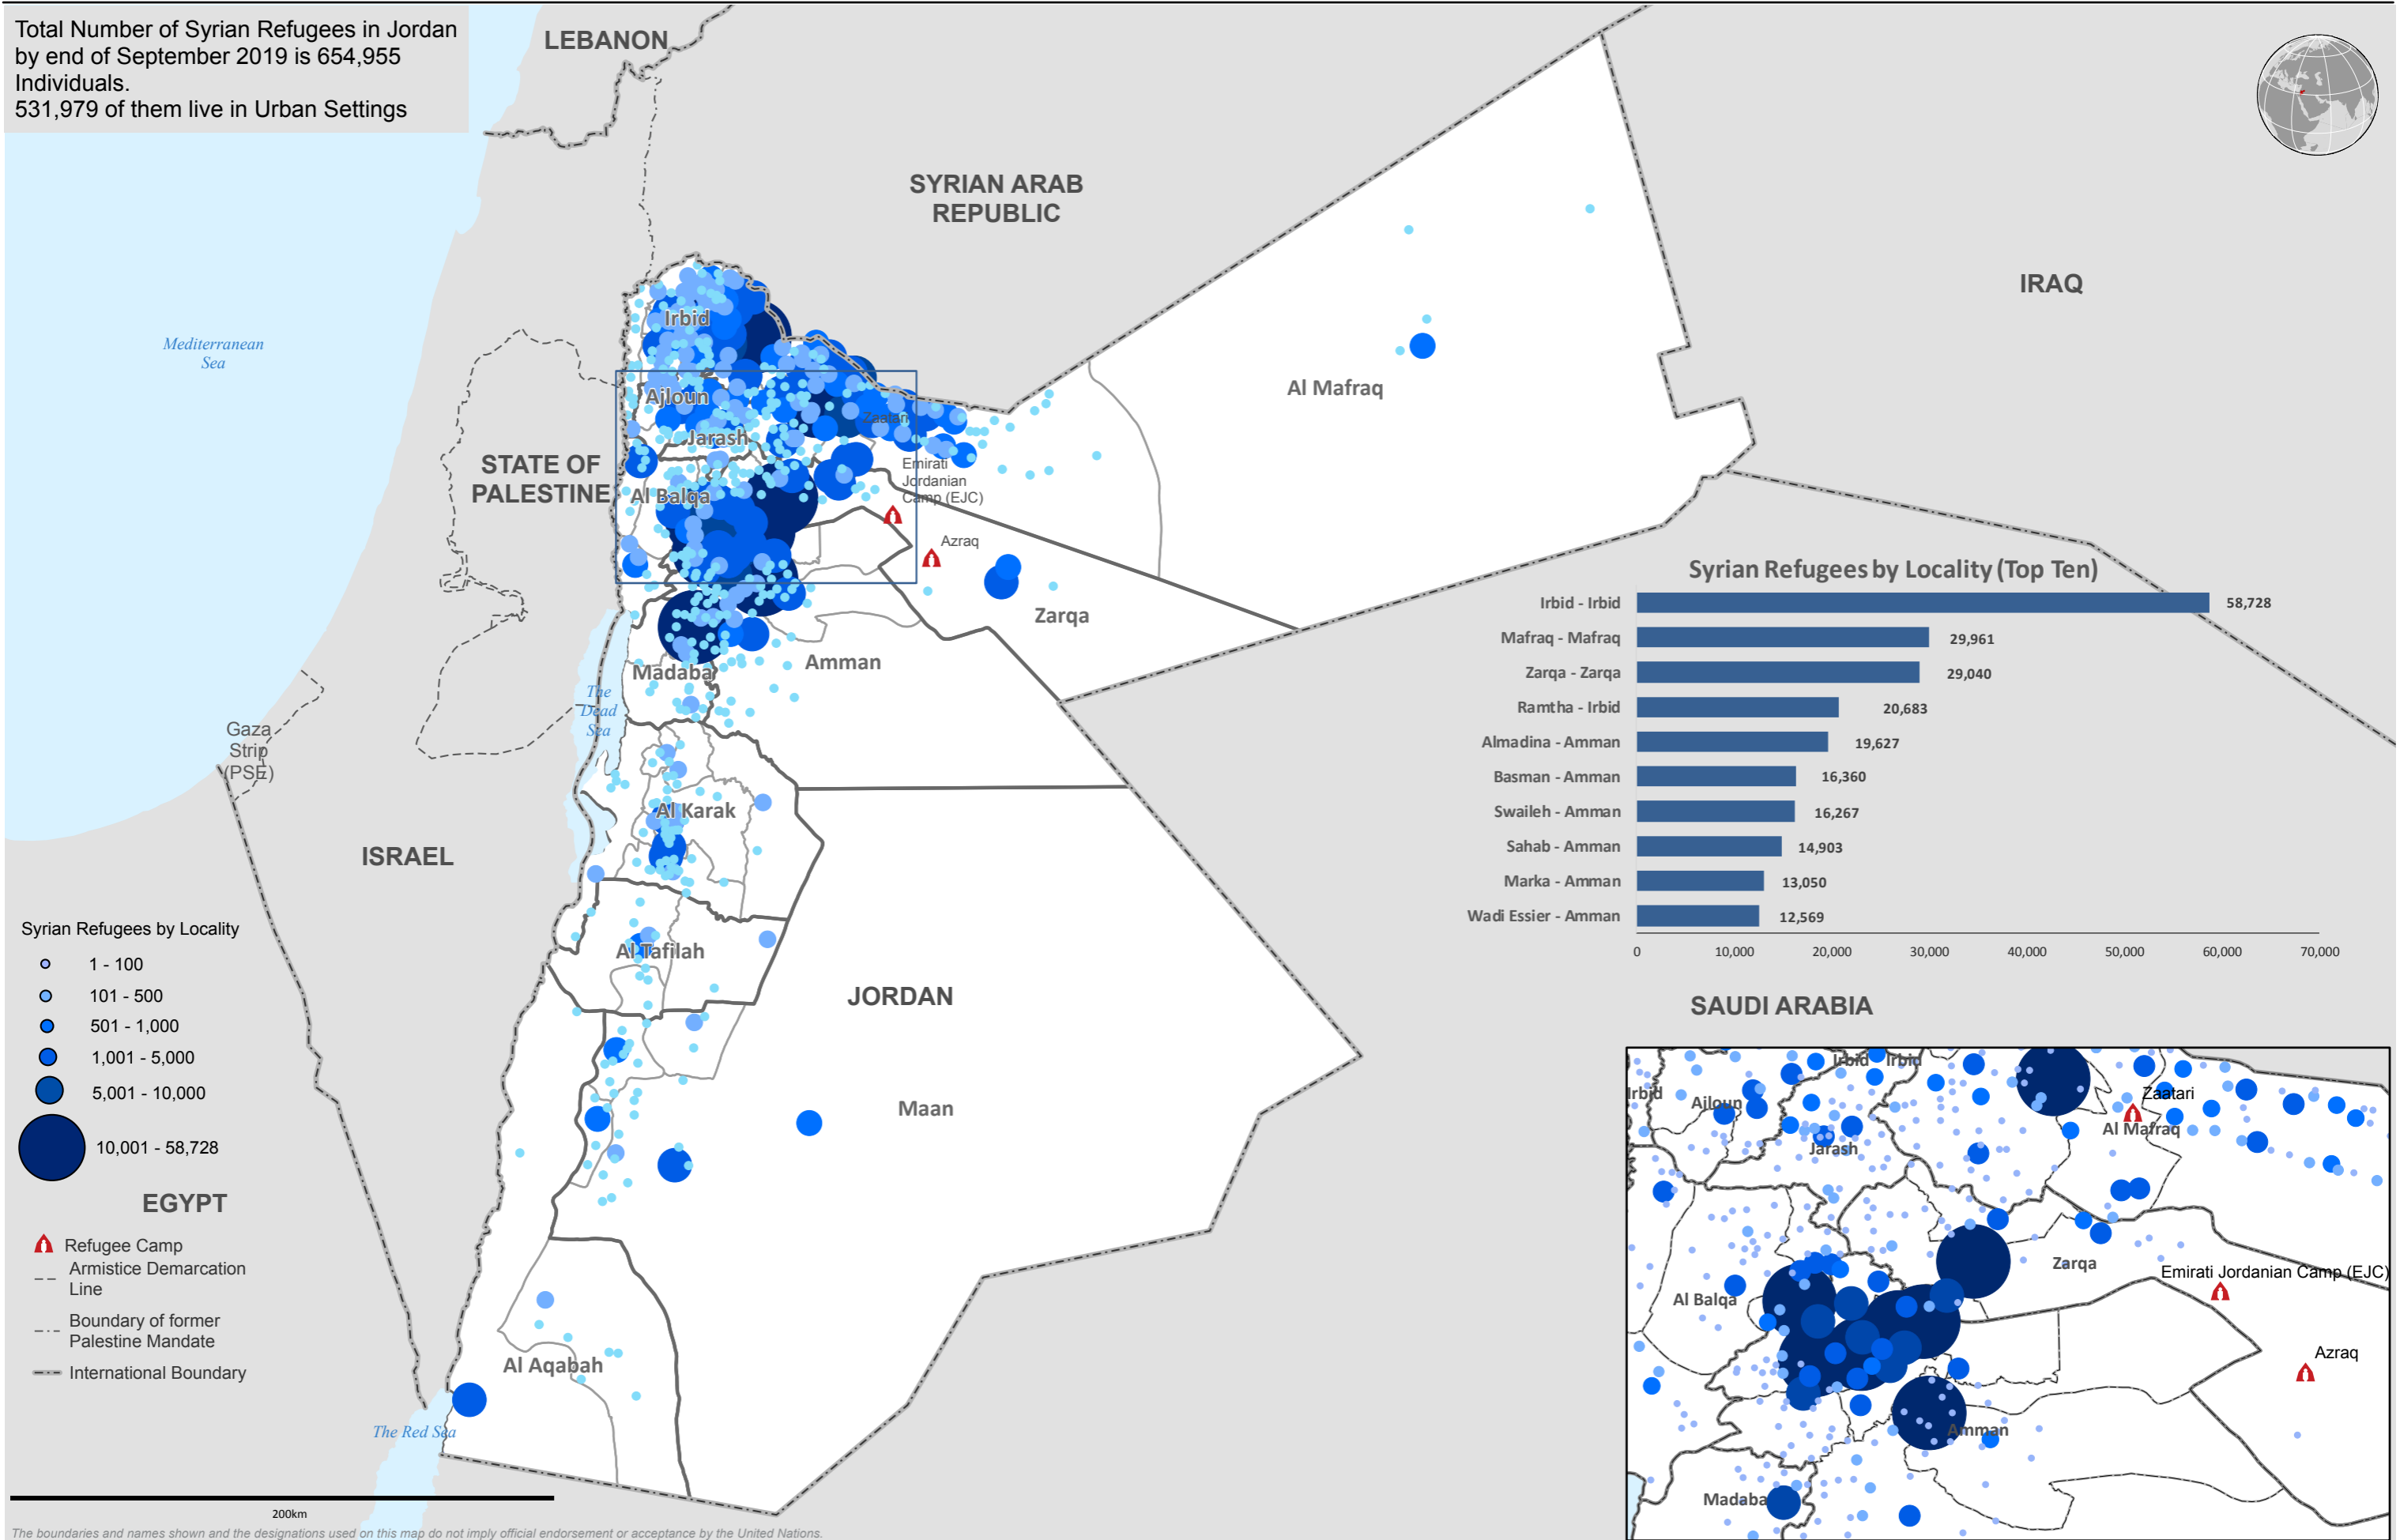 Total Number of Syrian Refugees in Jordan
by end of September 2019 is 654,955
Individuals.
531,979 of them live in Urban Settings
LEBANON
SYRIAN ARAB
REPUBLIC
IRAQ
Mediterranean
Sea
Irbid
Ajloun
Jarash
Zaatari
Al Mafraq
STATE OF
PALESTINE
Al Balqa
Emirati
Jordanian
Camp (EJC)
Azraq
Zarqa
Amman
Madaba
The
Dead
Sea
Gaza
Strip
(PSE)
Al Karak
ISRAEL
Al Tafilah
JORDAN
Maan
Al Aqabah
The Red Sea
Syrian Refugees by Locality (Top Ten)
Irbid - Irbid 58,728
Mafraq - Mafraq 29,961
Zarqa - Zarqa 29,040
Ramtha - Irbid 20,683
Almadina - Amman 19,627
Basman - Amman 16,360
Swaileh - Amman 16,267
Sahab - Amman 14,903
Marka - Amman 13,050
Wadi Essier - Amman 12,569
0 10,000 20,000 30,000 40,000 50,000 60,000 70,000
SAUDI ARABIA
Syrian Refugees by Locality
1 - 100
101 - 500
501 - 1,000
1,001 - 5,000
5,001 - 10,000
10,001 - 58,728
EGYPT
Refugee Camp
Armistice Demarcation
Line
Boundary of former
Palestine Mandate
International Boundary
Irbid Irbid
Irbid
Ajloun
Zaatari
Al Mafraq
Jarash
Zarqa
Emirati Jordanian Camp (EJC)
Al Balqa
Azraq
Amman
Madaba
200km
The boundaries and names shown and the designations used on this map do not imply official endorsement or acceptance by the United Nations.